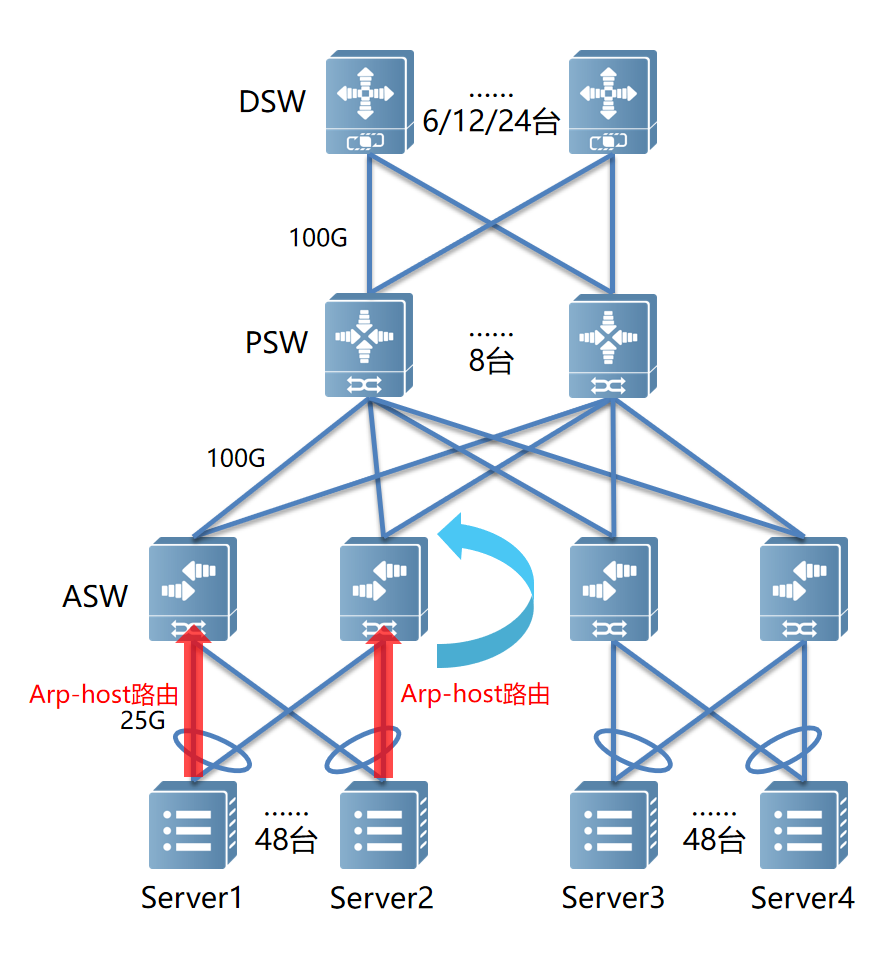 DSW
......
6/12/24台
100G
PSW
......
8台
100G
ASW
Arp-host路由
Arp-host路由
25G
......
48台
......
48台
Server1
Server2
Server3
Server4